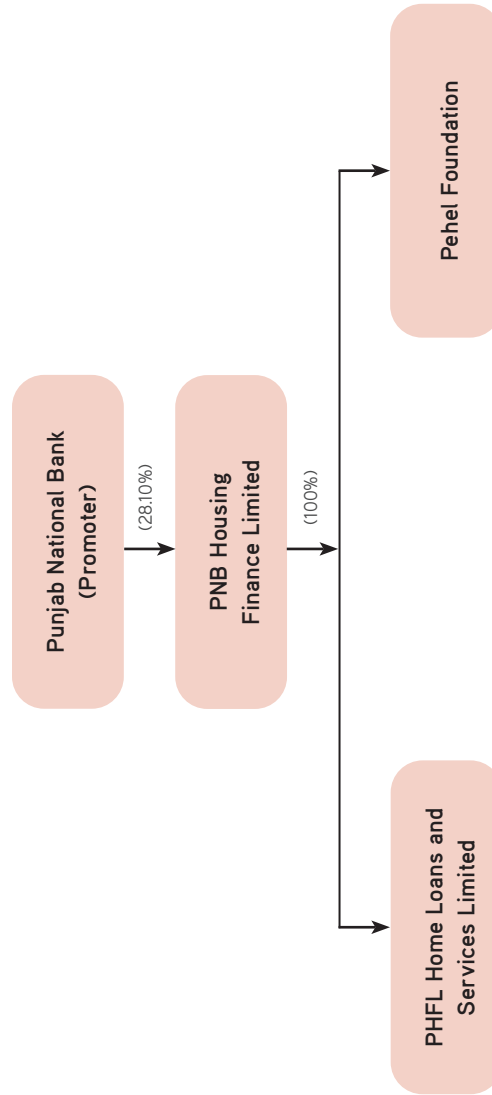 Punjab National Bank
(Promoter)
(28.10%)
PNB Housing
Finance Limited
(100%)
PHFL Home Loans and
Services Limited
Pehel Foundation